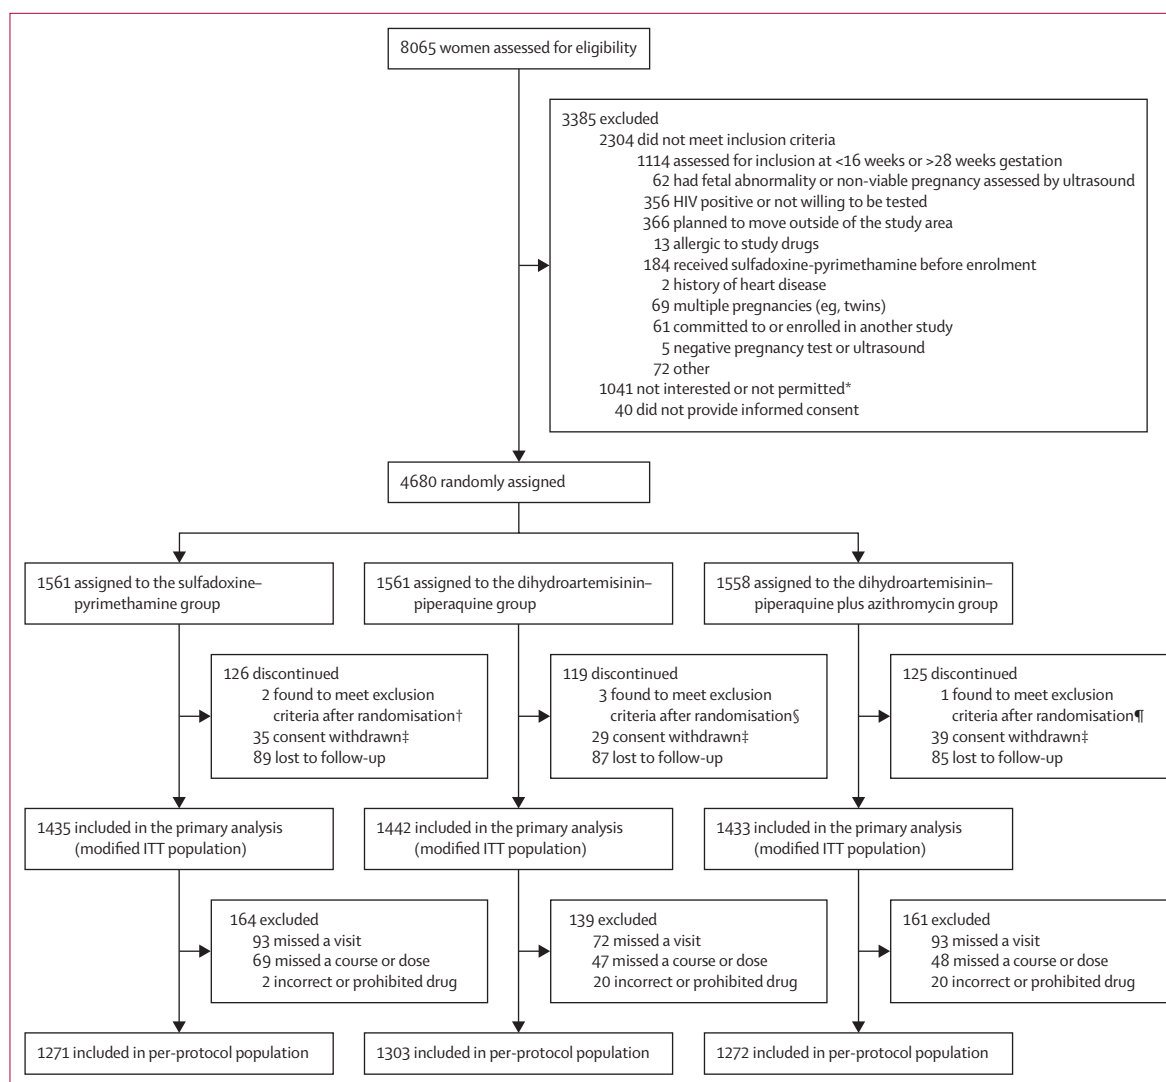 8065 women assessed for eligibility
3385 excluded
2304 did not meet inclusion criteria
1114 assessed for inclusion at <16 weeks or >28 weeks gestation
62 had fetal abnormality or non-viable pregnancy assessed by ultrasound
356 HIV positive or not willing to be tested
366 planned to move outside of the study area
13 allergic to study drugs
184 received sulfadoxine-pyrimethamine before enrolment
2 history of heart disease
69 multiple pregnancies (eg, twins)
61 committed to or enrolled in another study
5 negative pregnancy test or ultrasound
72 other
1041 not interested or not permitted*
40 did not provide informed consent
4680 randomly assigned
1561 assigned to the sulfadoxine–
pyrimethamine group
1561 assigned to the dihydroartemisinin–
piperaquine group
1558 assigned to the dihydroartemisinin–
piperaquine plus azithromycin group
126 discontinued
2 found to meet exclusion
criteria after randomisation†
35 consent withdrawn‡
89 lost to follow-up
119 discontinued
3 found to meet exclusion
criteria after randomisation§
29 consent withdrawn‡
87 lost to follow-up
125 discontinued
1 found to meet exclusion
criteria after randomisation¶
39 consent withdrawn‡
85 lost to follow-up
1435 included in the primary analysis
(modified ITT population)
1442 included in the primary analysis
(modified ITT population)
1433 included in the primary analysis
(modified ITT population)
164 excluded
93 missed a visit
69 missed a course or dose
2 incorrect or prohibited drug
139 excluded
72 missed a visit
47 missed a course or dose
20 incorrect or prohibited drug
161 excluded
93 missed a visit
48 missed a course or dose
20 incorrect or prohibited drug
1271 included in per-protocol population
1303 included in per-protocol population
1272 included in per-protocol population